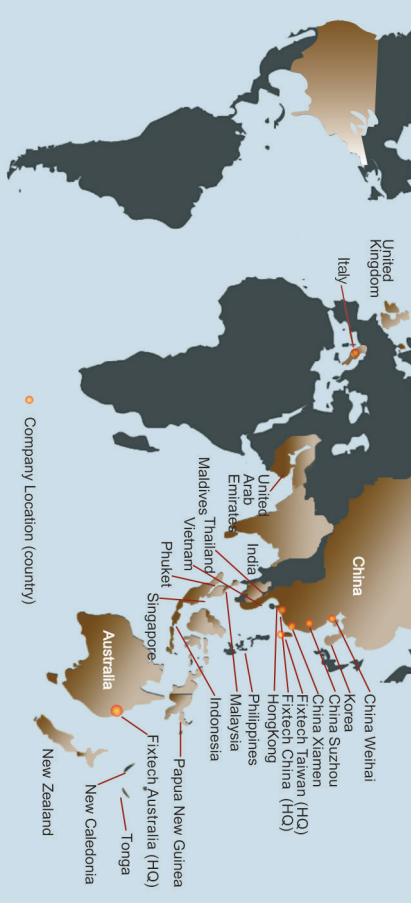 United
Kingdom
Italy
China
China Weihai
Korea
China Suzhou
China Xiamen
Fixtech Taiwan (HQ)
Fixtech China (HQ)
HongKong
Philippines
United
Arab
Emirates
India
Maldives Thailand
Vietnam
Phuket
Singapore
Malaysia
Indonesia
Papua New Guinea
Australia
Fixtech Australia (HQ)
Tonga
New Caledonia
New Zealand
Company Location (country)